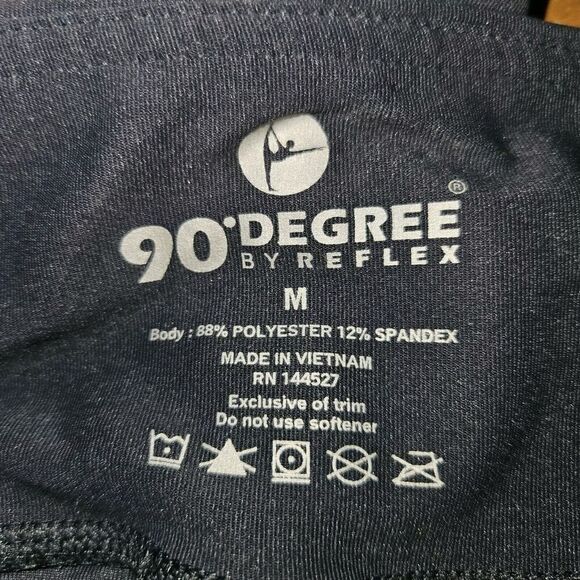 90°DEGREE®
BY REFLEX
M
Body : 88% POLYESTER 12% SPANDEX
MADE IN VIETNAM
RN 144527
Exclusive of trim
Do not use softener